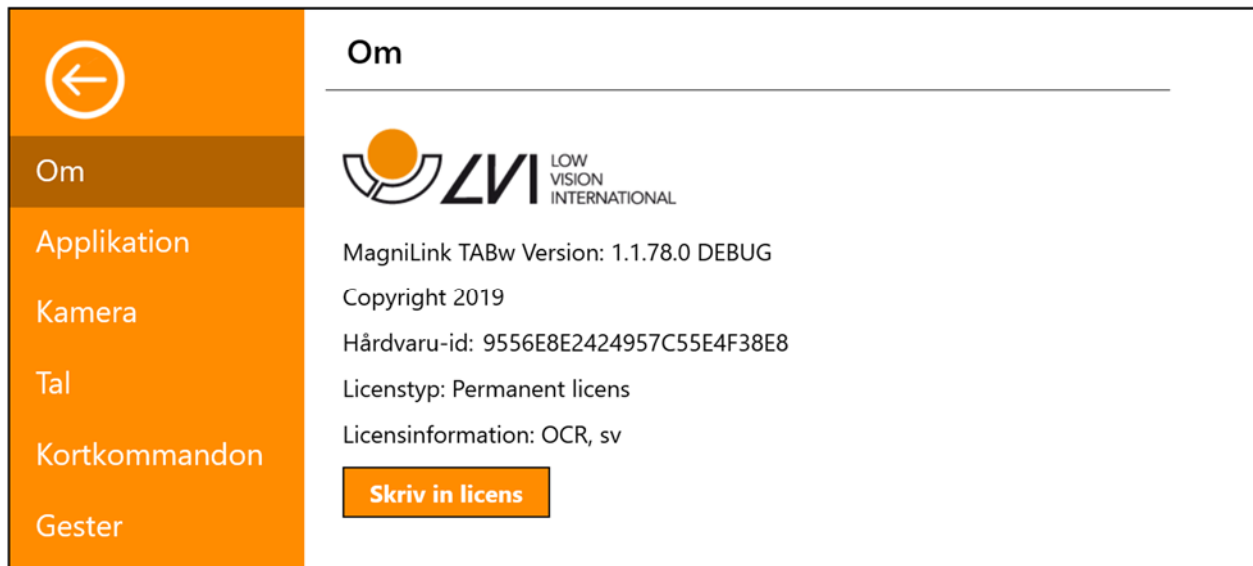 Om
Applikation
Kamera
Tal
Kortkommandon
Gester
Om
LVI LOW
VISION
INTERNATIONAL
MagniLink TABw Version: 1.1.78.0 DEBUG
Copyright 2019
Hårdvaru-id: 9556E8E2424957C55E4F38E8
Licenstyp: Permanent licens
Licensinformation: OCR, sv
Skriv in licens